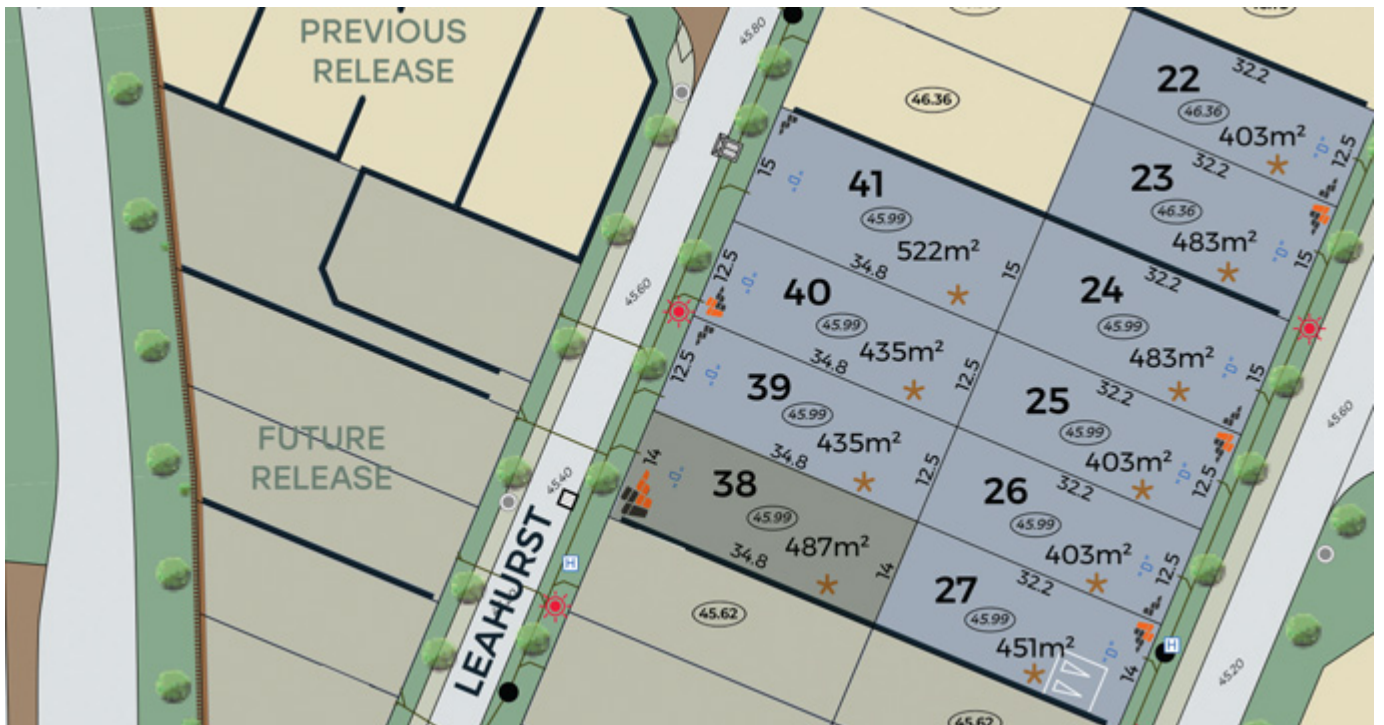 PREVIOUS
RELEASE
45.80
46.36
22
32.2
46.36
403m²
"D"
12.5
32.2
23
46.36
483m²
"D"
15
32.2
41
45.99
522m²
15
"D"
15
34.8
24
45.99
483m²
"D"
15
32.2
45.60
12.5
"D"
40
45.99
435m²
12.5
34.8
25
45.99
403m²
"D"
12.5
32.2
45.60
12.5
"D"
39
45.99
435m²
12.5
34.8
26
45.99
403m²
"D"
12.5
32.2
FUTURE
RELEASE
45.40
14
"D"
38
45.99
487m²
14
34.8
27
45.99
451m²
"D"
14
H
H
LEAHURST
45.62
45.20
45.62